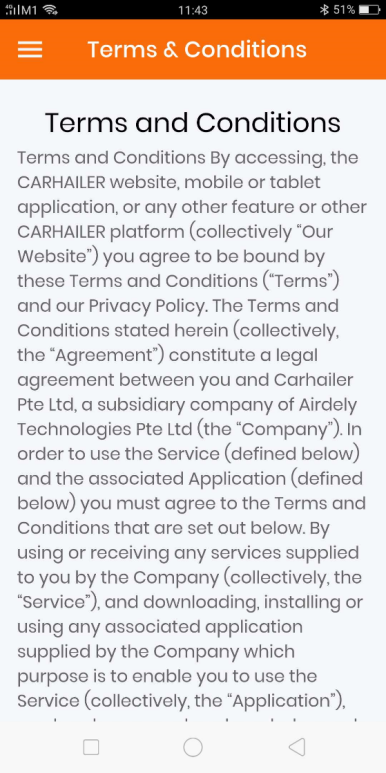 4G M1 11:43 51%
Terms & Conditions
Terms and Conditions
Terms and Conditions By accessing, the
CARHAILER website, mobile or tablet
application, or any other feature or other
CARHAILER platform (collectively “Our
Website”) you agree to be bound by
these Terms and Conditions (“Terms”)
and our Privacy Policy. The Terms and
Conditions stated herein (collectively,
the “Agreement”) constitute a legal
agreement between you and Carhailer
Pte Ltd, a subsidiary company of Airdely
Technologies Pte Ltd (the “Company”). In
order to use the Service (defined below)
and the associated Application (defined
below) you must agree to the Terms and
Conditions that are set out below. By
using or receiving any services supplied
to you by the Company (collectively, the
“Service”), and downloading, installing or
using any associated application
supplied by the Company which
purpose is to enable you to use the
Service (collectively, the “Application”),